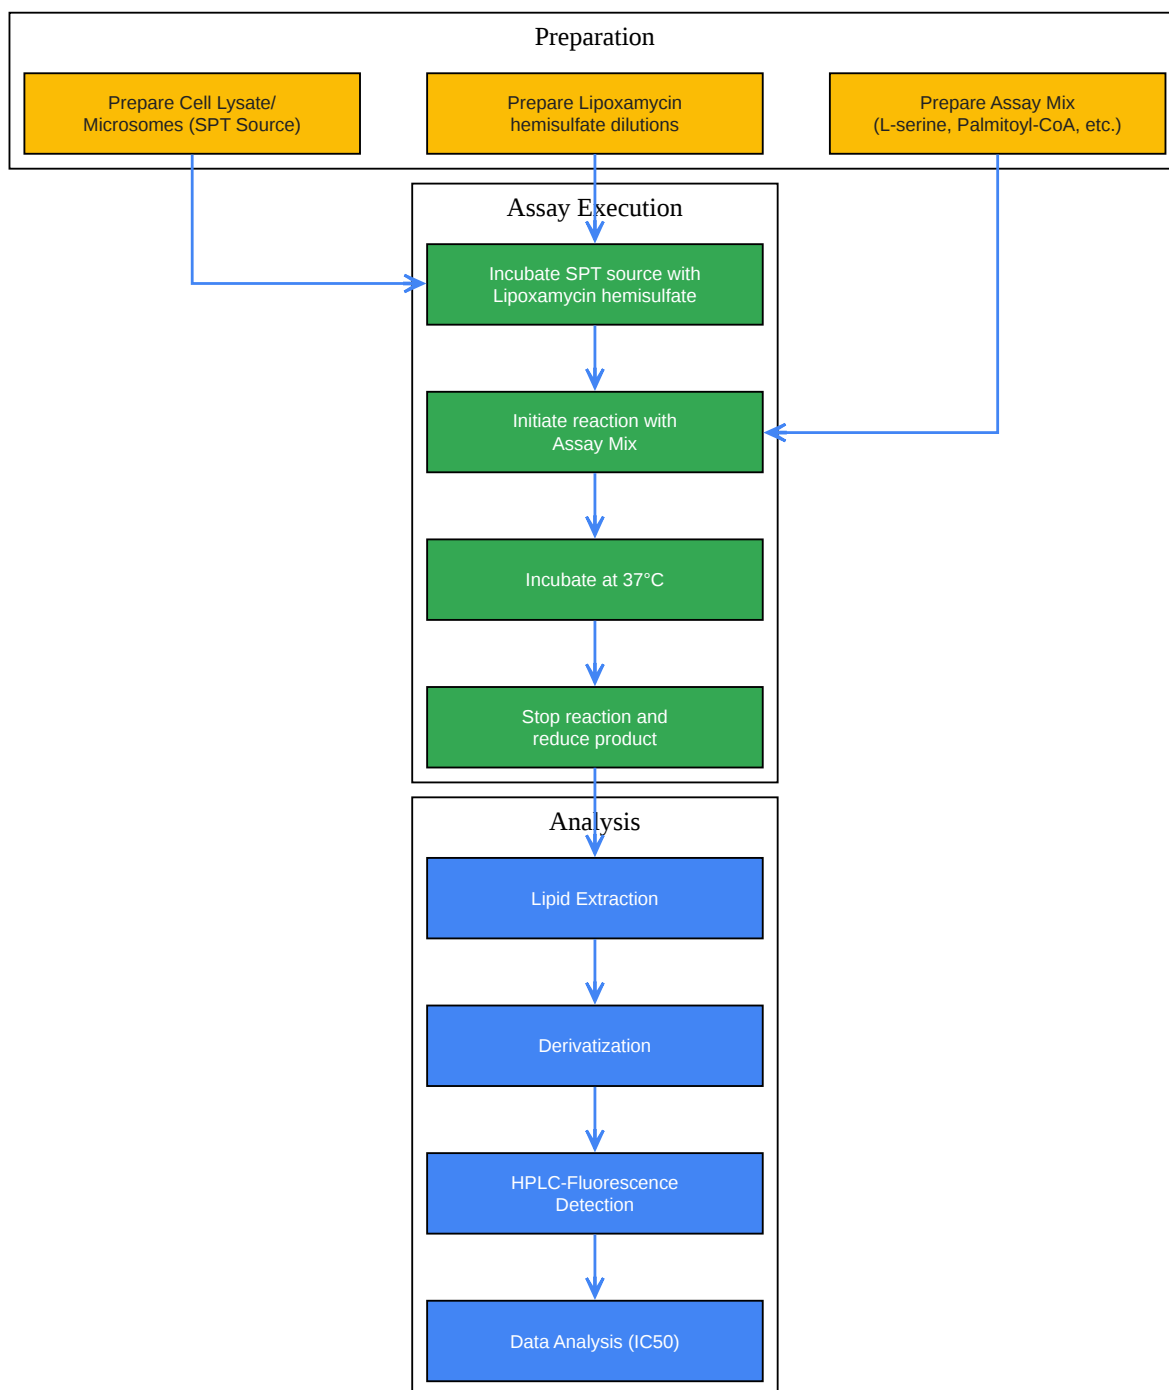 Preparation
Prepare Cell Lysate/
Microsomes (SPT Source)
Prepare Lipoxamycin
hemisulfate dilutions
Prepare Assay Mix
(L-serine, Palmitoyl-CoA, etc.)
Assay Execution
Incubate SPT source with
Lipoxamycin hemisulfate
Initiate reaction with
Assay Mix
Incubate at 37°C
Stop reaction and
reduce product
Analysis
Lipid Extraction
Derivatization
HPLC-Fluorescence
Detection
Data Analysis (IC50)